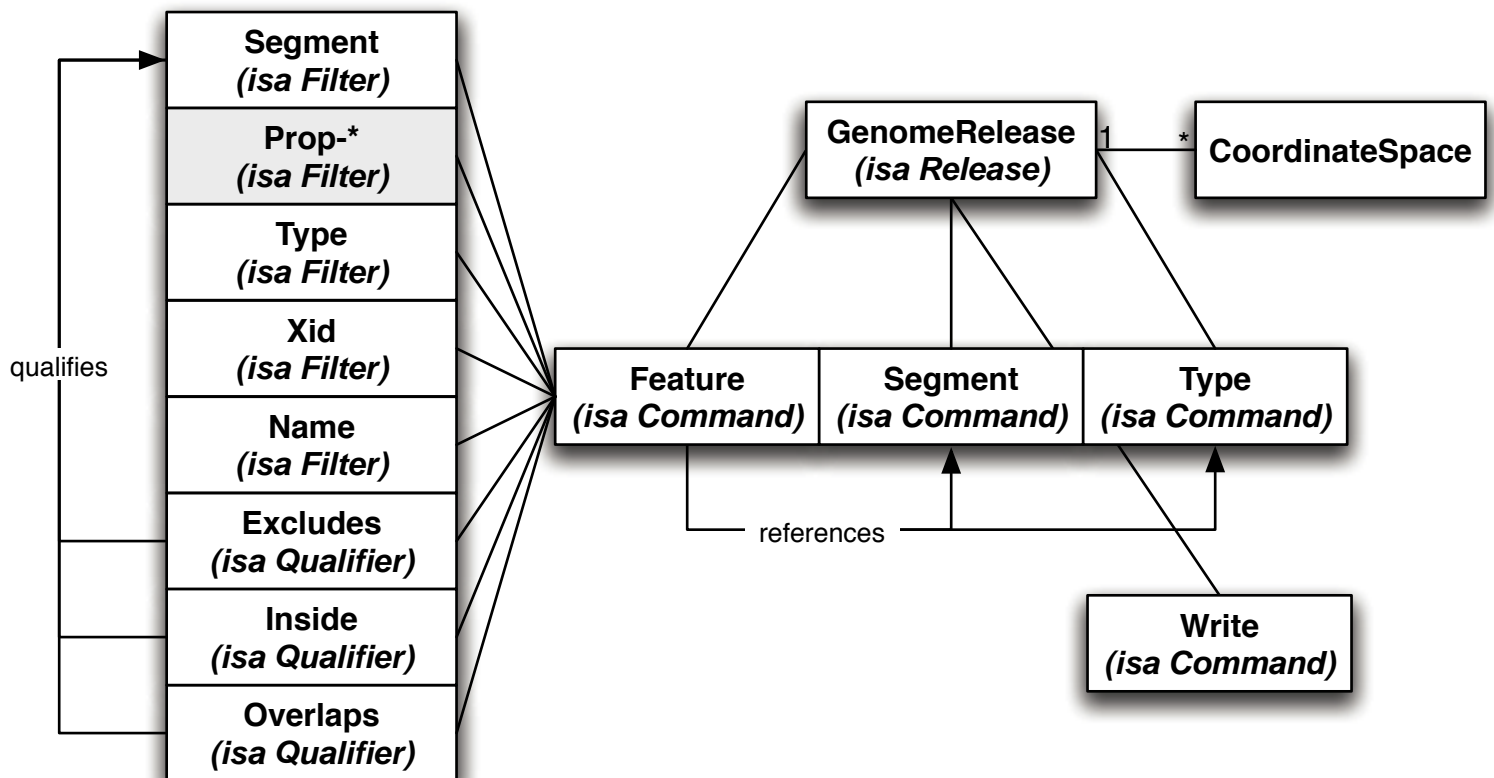 Segment
(isa Filter)
Prop-*
(isa Filter)
Type
(isa Filter)
Xid
(isa Filter)
Name
(isa Filter)
Excludes
(isa Qualifier)
Inside
(isa Qualifier)
Overlaps
(isa Qualifier)
qualifies
GenomeRelease
(isa Release)
1
*
CoordinateSpace
Feature
(isa Command)
Segment
(isa Command)
Type
(isa Command)
references
Write
(isa Command)